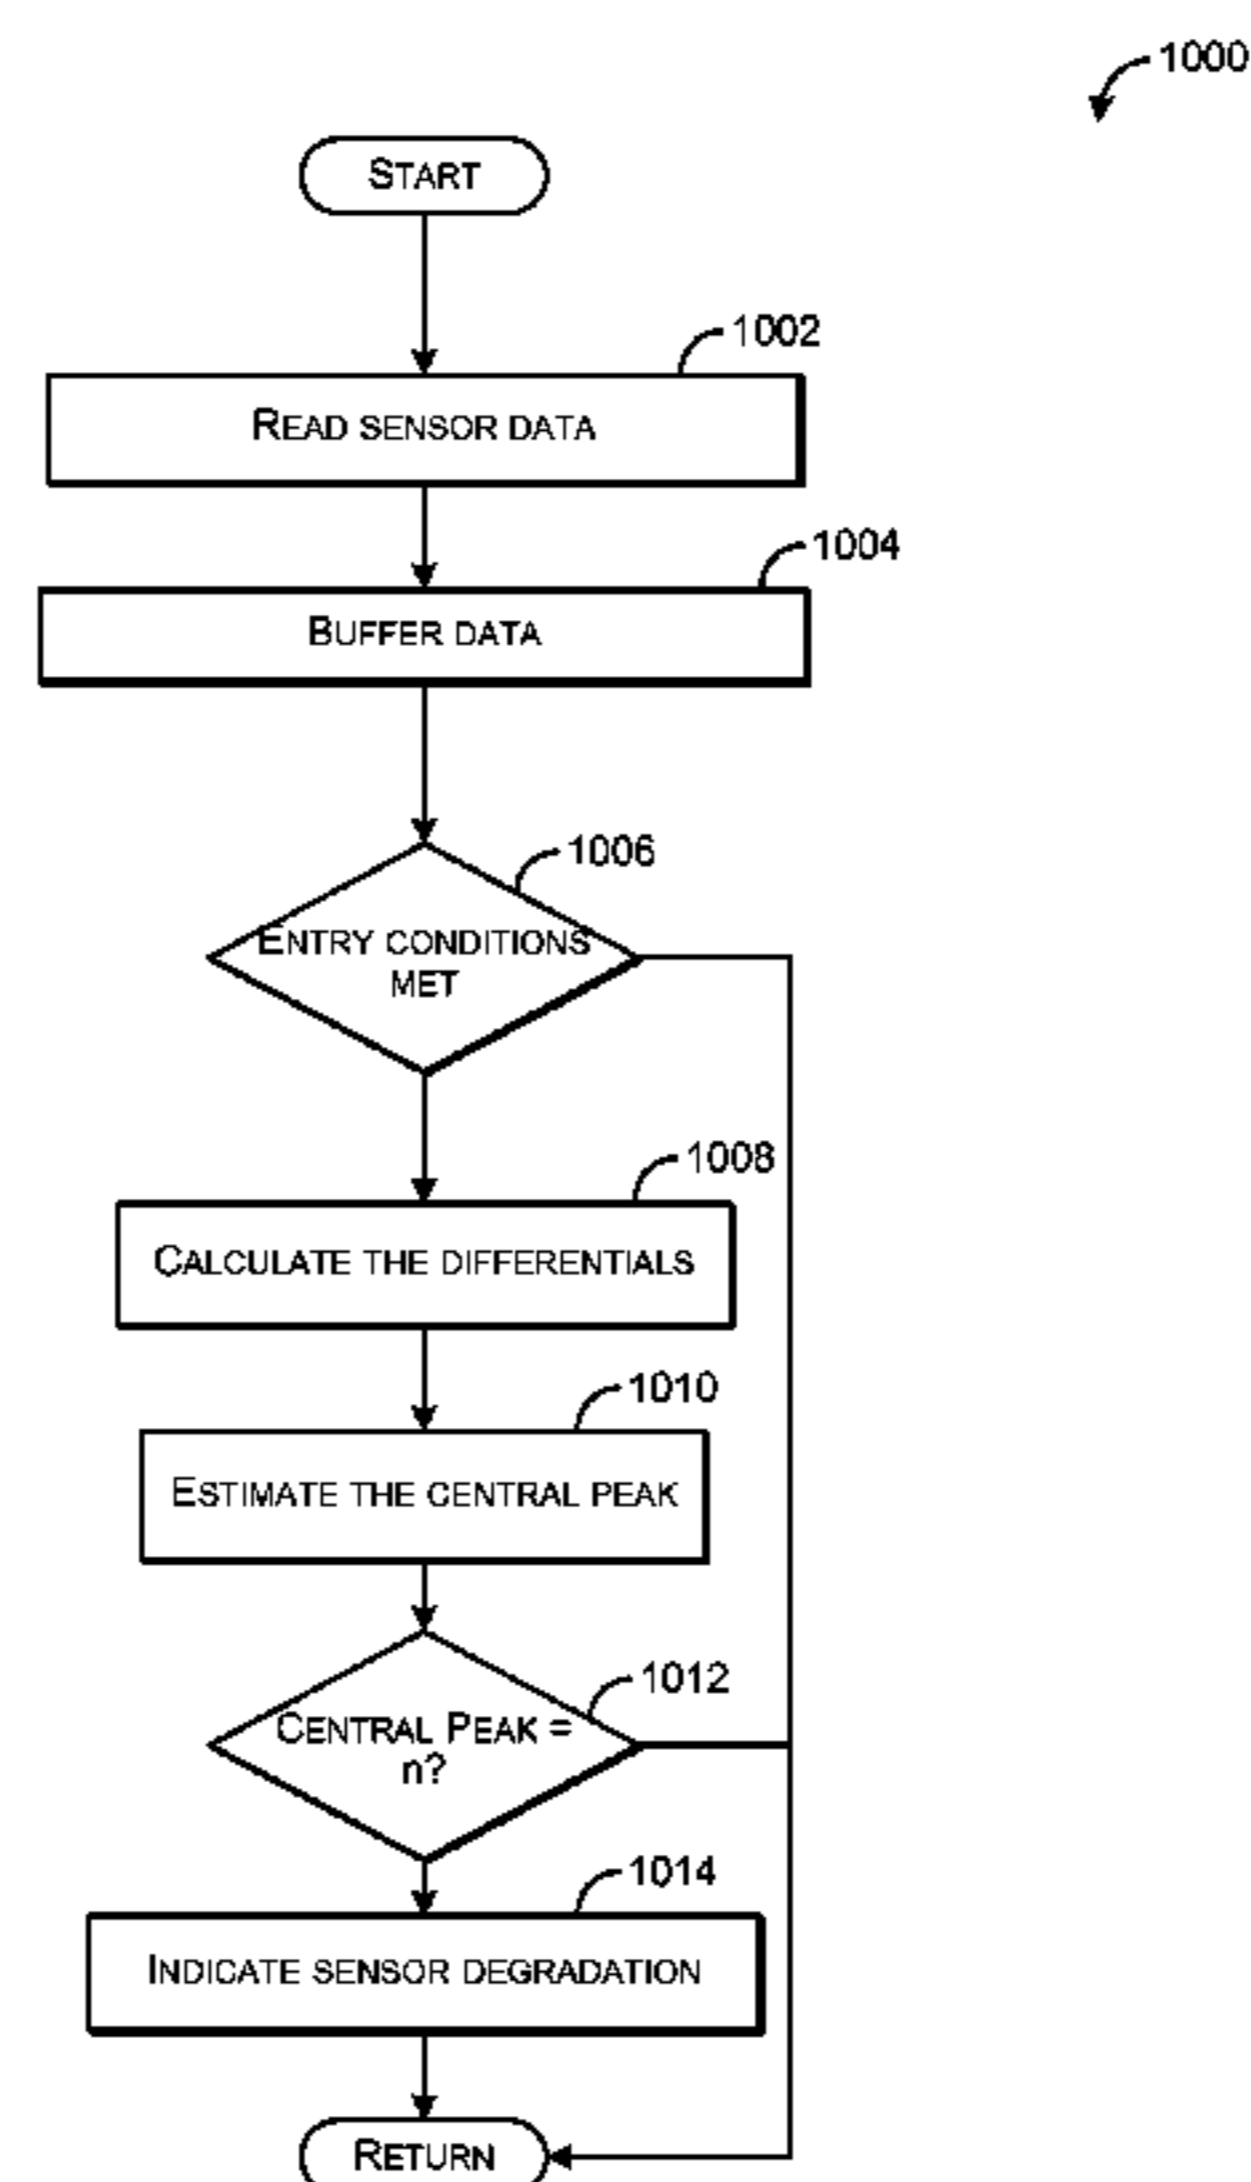 1000
START
1002
READ SENSOR DATA
1004
BUFFER DATA
1006
ENTRY CONDITIONS
MET
1008
CALCULATE THE DIFFERENTIALS
1010
ESTIMATE THE CENTRAL PEAK
1012
CENTRAL PEAK =
n?
1014
INDICATE SENSOR DEGRADATION
RETURN